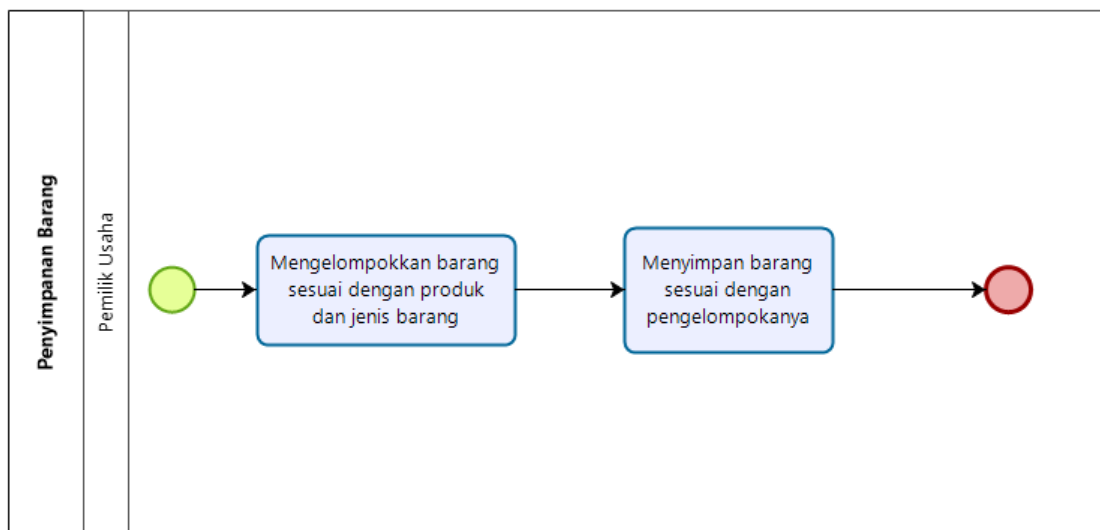 Penyimpanan Barang
Pemilik Usaha
Mengelompokkan barang
sesuai dengan produk
dan jenis barang
Menyimpan barang
sesuai dengan
pengelompokanya